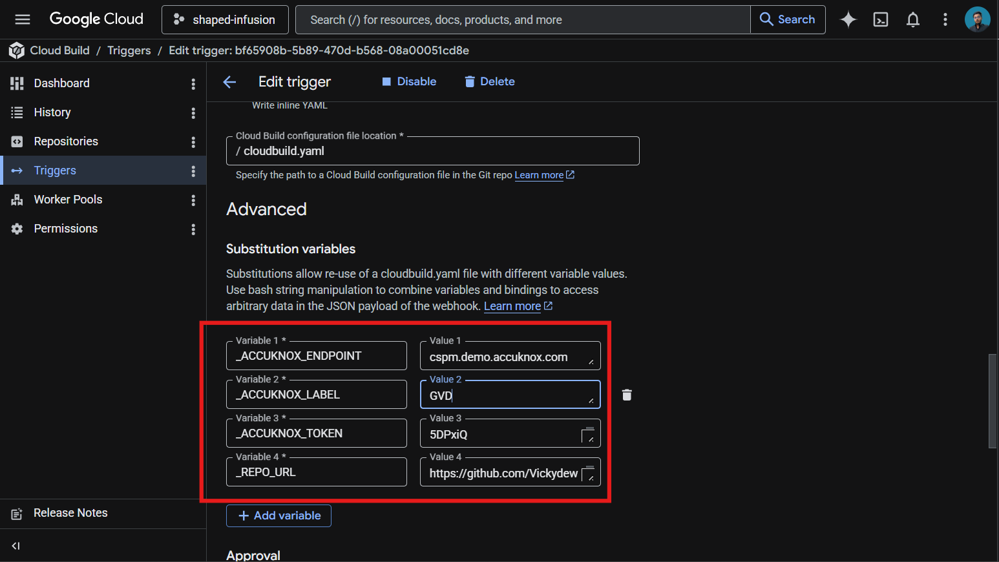 Google Cloud
shaped-infusion
Search (/) for resources, docs, products, and more
Search
Cloud Build / Triggers / Edit trigger: bf65908b-5b89-470d-b568-08a00051cd8e
Dashboard
History
Repositories
Triggers
Worker Pools
Permissions
Release Notes
Edit trigger
Disable
Delete
Write inline YAML
Cloud Build configuration file location *
/ cloudbuild.yaml
Specify the path to a Cloud Build configuration file in the Git repo Learn more
Advanced
Substitution variables
Substitutions allow re-use of a cloudbuild.yaml file with different variable values.
Use bash string manipulation to combine variables and bindings to access
arbitrary data in the JSON payload of the webhook. Learn more
Variable 1 *
_ACCUKNOX_ENDPOINT
Value 1
cspm.demo.accuknox.com
Variable 2 *
_ACCUKNOX_LABEL
Value 2
GVD
Variable 3 *
_ACCUKNOX_TOKEN
Value 3
5DPxiQ
Variable 4 *
_REPO_URL
Value 4
https://github.com/Vickydew
+ Add variable
Approval